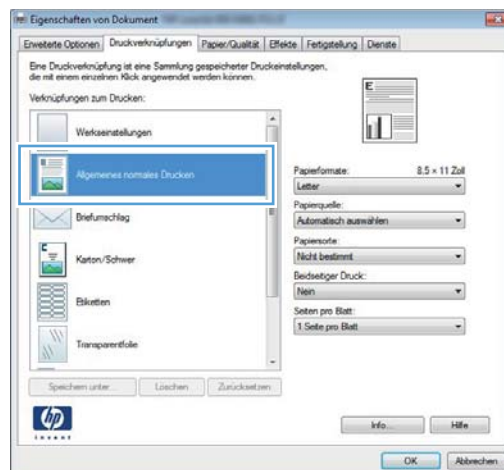 Eigenschaften von Dokument
Erweiterte Optionen Druckverknüpfungen Papier/Qualität Effekte Fertigstellung Dienste
Eine Druckverknüpfung ist eine Sammlung gespeicherter Druckeinstellungen,
die mit einem einzelnen Klick angewendet werden können.
Verknüpfungen zum Drucken:
Werkseinstellungen
Allgemeines normales Drucken
Briefumschlag
Karton/Schwer
Etiketten
Transparentfolie
Speichern unter... Löschen Zurücksetzen
E
Papierformate: 8.5 × 11 Zoll
Letter
Papierquelle:
Automatisch auswählen
Papiersorte:
Nicht bestimmt
Beidseitiger Druck:
Nein
Seiten pro Blatt:
1 Seite pro Blatt
hp
invent
Info... Hilfe
OK Abbrechen